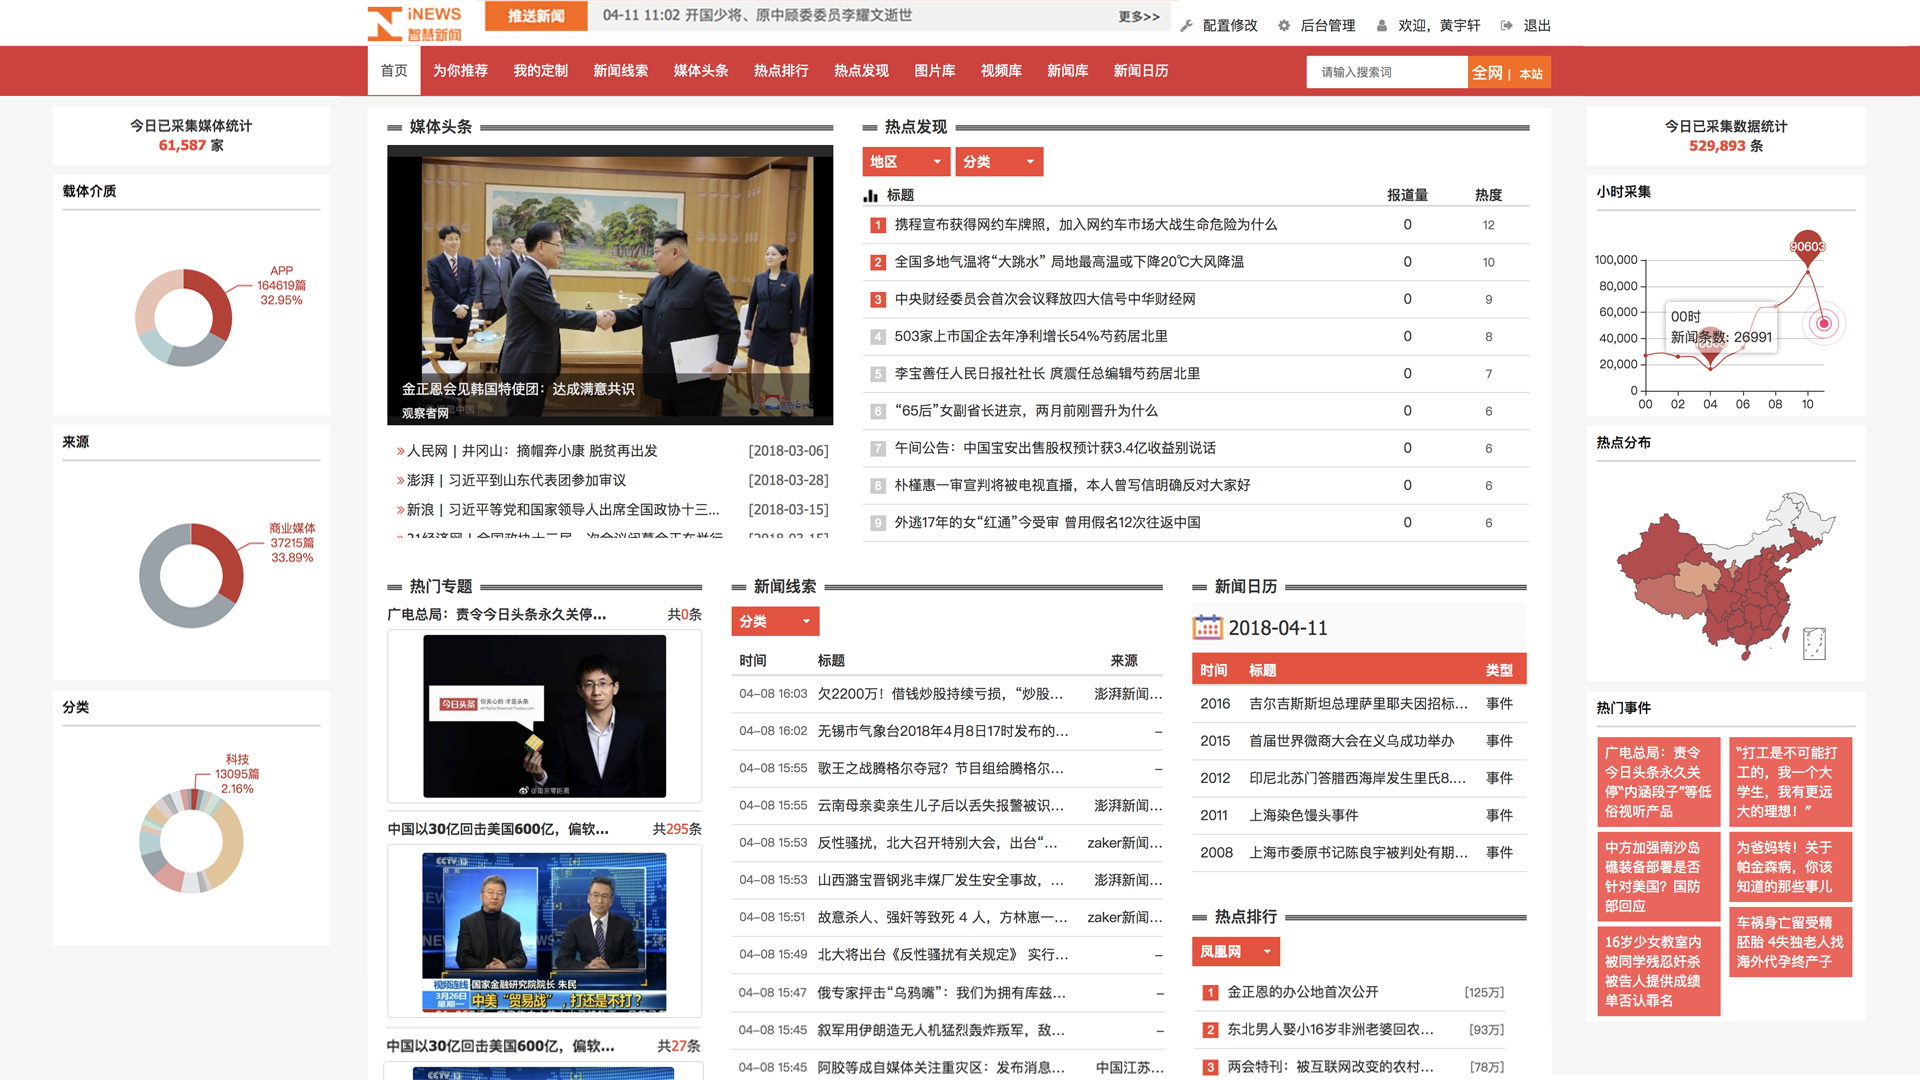 iNEWS
智慧新闻
推送新闻
04-11 11:02 开国少将、原中顾委委员李耀文逝世
更多>>
配置修改
后台管理
欢迎，黄宇轩
退出
首页
为你推荐
我的定制
新闻线索
媒体头条
热点排行
热点发现
图片库
视频库
新闻库
新闻日历
请输入搜索词
全网 | 本站
今日已采集媒体统计
61,587 家
载体介质
APP
164619篇
32.95%
来源
商业媒体
37215篇
33.89%
分类
科技
13095篇
2.16%
媒体头条
金正恩会见韩国特使团：达成满意共识
观察者网
人民网 | 井冈山：摘帽奔小康 脱贫再出发 [2018-03-06]
澎湃 | 习近平到山东代表团参加审议 [2018-03-28]
新浪 | 习近平等党和国家领导人出席全国政协十三... [2018-03-15]
热点发现
地区
分类
标题 报道量 热度
1 携程宣布获得网约车牌照，加入网约车市场大战生命危险为什么 0 12
2 全国多地气温将“大跳水” 局地最高温或下降20℃大风降温 0 10
3 中央财经委员会首次会议释放四大信号中华财经网 0 9
4 503家上市国企去年净利增长54%芍药居北里 0 8
5 李宝善任人民日报社社长 庹震任总编辑芍药居北里 0 7
6 “65后”女副省长进京，两月前刚晋升为什么 0 6
7 午间公告：中国宝安出售股权预计获3.4亿收益别说话 0 6
8 朴槿惠一审宣判将被电视直播，本人曾写信明确反对大家好 0 6
9 外逃17年的女“红通”今受审 曾用假名12次往返中国 0 6
热门专题
广电总局：责令今日头条永久关停... 共0条
今日头条
你关心的 才是头条
@南京零距离
中国以30亿回击美国600亿，偏软... 共295条
CCTV-13
视频连线 国家金融研究院院长 朱民
3月26日
星期一
中美“贸易战”，打还是不打？
中国以30亿回击美国600亿，偏软... 共27条
CCTV-13
新闻线索
分类
时间 标题 来源
04-08 16:03 欠2200万！借钱炒股持续亏损，“炒股... 澎湃新闻...
04-08 16:02 无锡市气象台2018年4月8日17时发布的... –
04-08 15:55 歌王之战腾格尔夺冠？节目组给腾格尔... –
04-08 15:55 云南母亲卖亲生儿子后以丢失报警被识... 澎湃新闻...
04-08 15:53 反性骚扰，北大召开特别大会，出台“... zaker新闻...
04-08 15:53 山西潞宝晋钢兆丰煤厂发生安全事故，... 澎湃新闻...
04-08 15:51 故意杀人、强奸等致死 4 人，方林崽一... zaker新闻...
04-08 15:49 北大将出台《反性骚扰有关规定》 实行... –
04-08 15:47 俄专家抨击“乌鸦嘴”：我们为拥有库兹... –
04-08 15:45 叙军用伊朗造无人机猛烈轰炸叛军，敌... –
04-08 15:45 阿胶等成自媒体关注重灾区：发布消息... 中国江苏...
新闻日历
2018-04-11
时间 标题 类型
2016 吉尔吉斯斯坦总理萨里耶夫因招标... 事件
2015 首届世界微商大会在义乌成功举办 事件
2012 印尼北苏门答腊西海岸发生里氏8.... 事件
2011 上海染色馒头事件 事件
2008 上海市委原书记陈良宇被判处有期... 事件
热点排行
凤凰网
1 金正恩的办公地首次公开 [125万]
2 东北男人娶小16岁非洲老婆回农... [93万]
3 两会特刊：被互联网改变的农村... [78万]
今日已采集数据统计
529,893 条
小时采集
90603
100,000
80,000
60,000
40,000
20,000
0
00时
新闻条数: 26991
00 02 04 06 08 10
热点分布
热门事件
广电总局：责令
今日头条永久关
停“内涵段子”等低
俗视听产品
“打工是不可能打
工的，我一个大
学生，我有更远
大的理想！”
中方加强南沙岛
礁装备部署是否
针对美国？国防
部回应
为爸妈转！关于
帕金森病，你该
知道的那些事儿
16岁少女教室内
被同学残忍奸杀
被告人提供成绩
单否认罪名
车祸身亡留受精
胚胎 4失独老人找
海外代孕终产子